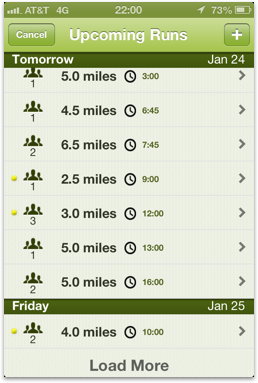 AT&T 4G 22:00 73%
Cancel Upcoming Runs +
Tomorrow Jan 24
1 5.0 miles 3:00
1 4.5 miles 6:45
2 6.5 miles 7:45
1 2.5 miles 9:00
3 3.0 miles 12:00
1 5.0 miles 13:00
2 5.0 miles 16:00
Friday Jan 25
2 4.0 miles 10:00
Load More